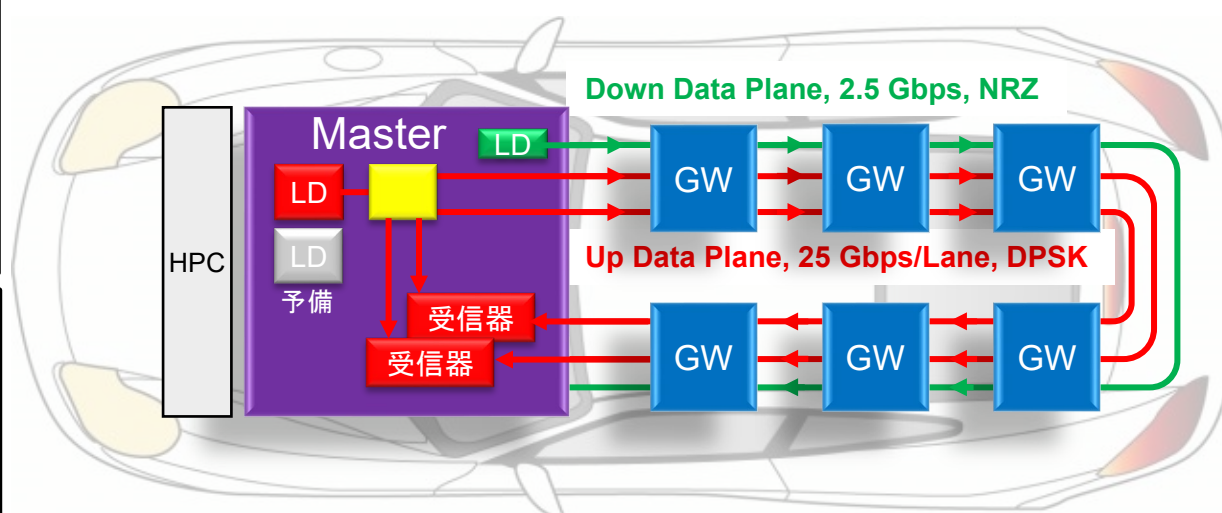 Down Data Plane, 2.5 Gbps, NRZ
Master
LD
GW
GW
GW
LD
HPC
LD
予備
Up Data Plane, 25 Gbps/Lane, DPSK
受信器
受信器
GW
GW
GW